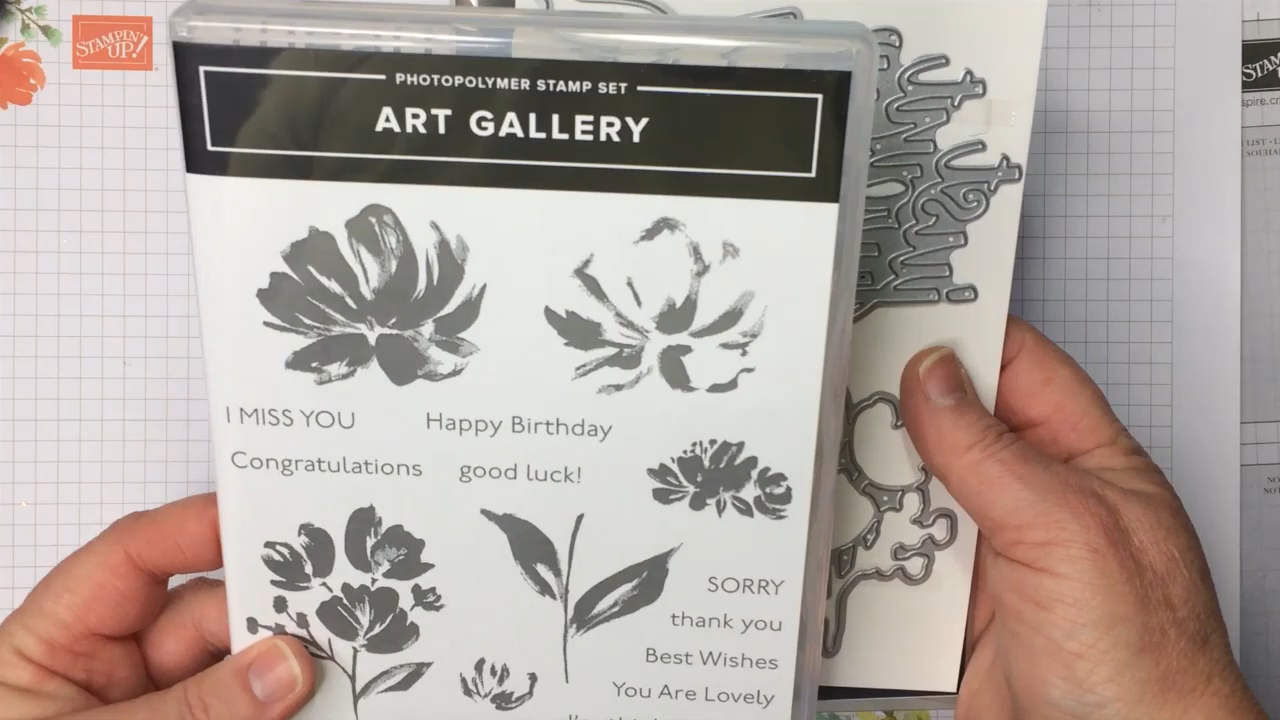 STAMPIN' UP!
PHOTOPOLYMER STAMP SET
ART GALLERY
I MISS YOU
Happy Birthday
Congratulations
good luck!
SORRY
thank you
Best Wishes
You Are Lovely